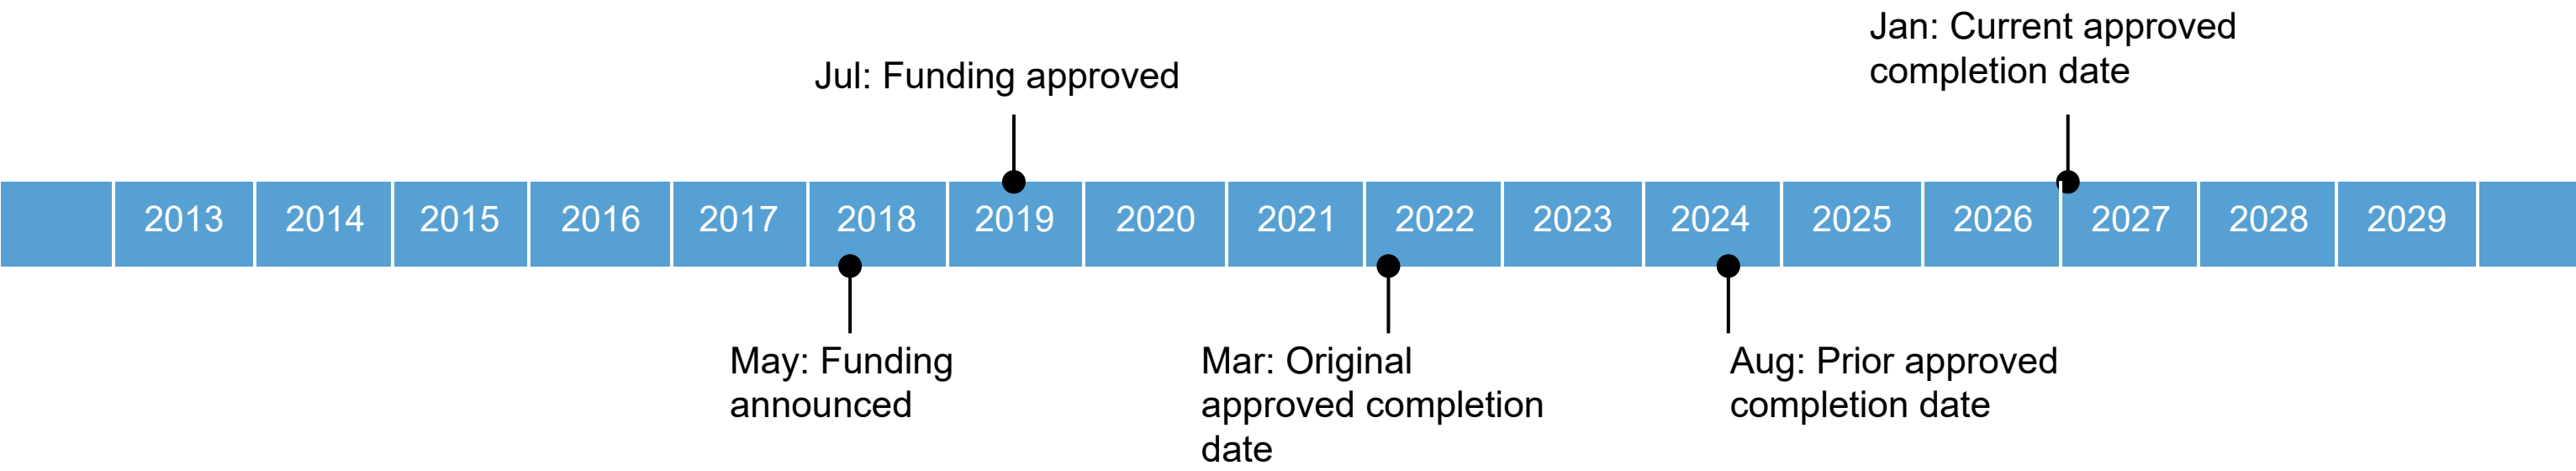 Jan: Current approved
completion date
Jul: Funding approved
2013 2014 2015 2016 2017 2018 2019 2020 2021 2022 2023 2024 2025 2026 2027 2028 2029
May: Funding
announced
Mar: Original
approved completion
date
Aug: Prior approved
completion date